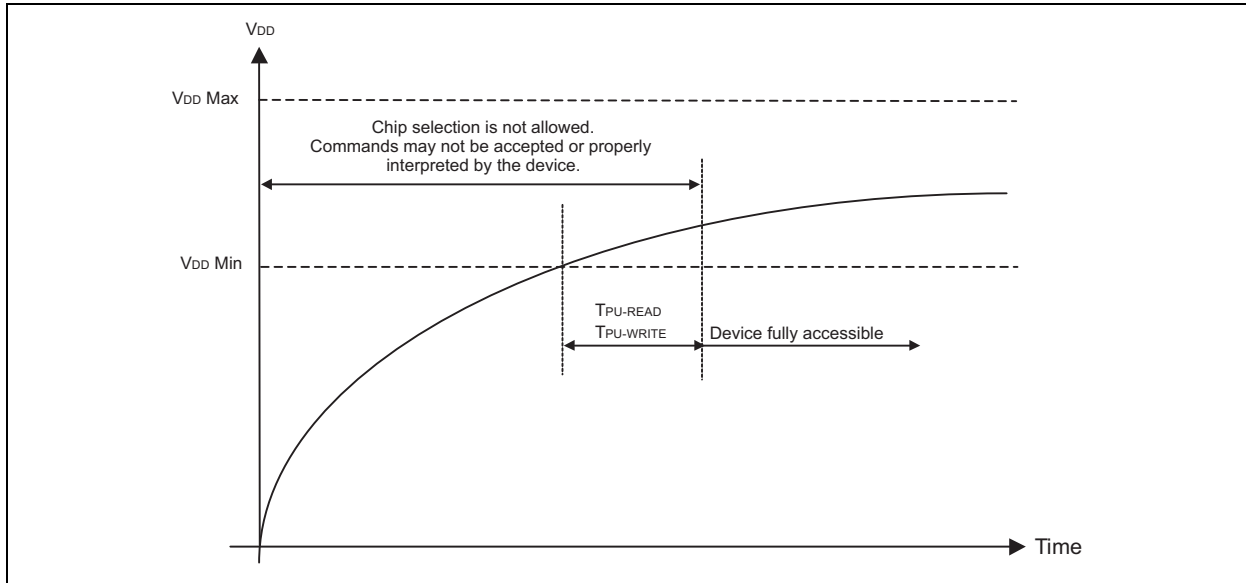 VDD
VDD Max
Chip selection is not allowed.
Commands may not be accepted or properly
interpreted by the device.
VDD Min
TPU-READ
TPU-WRITE
Device fully accessible
Time